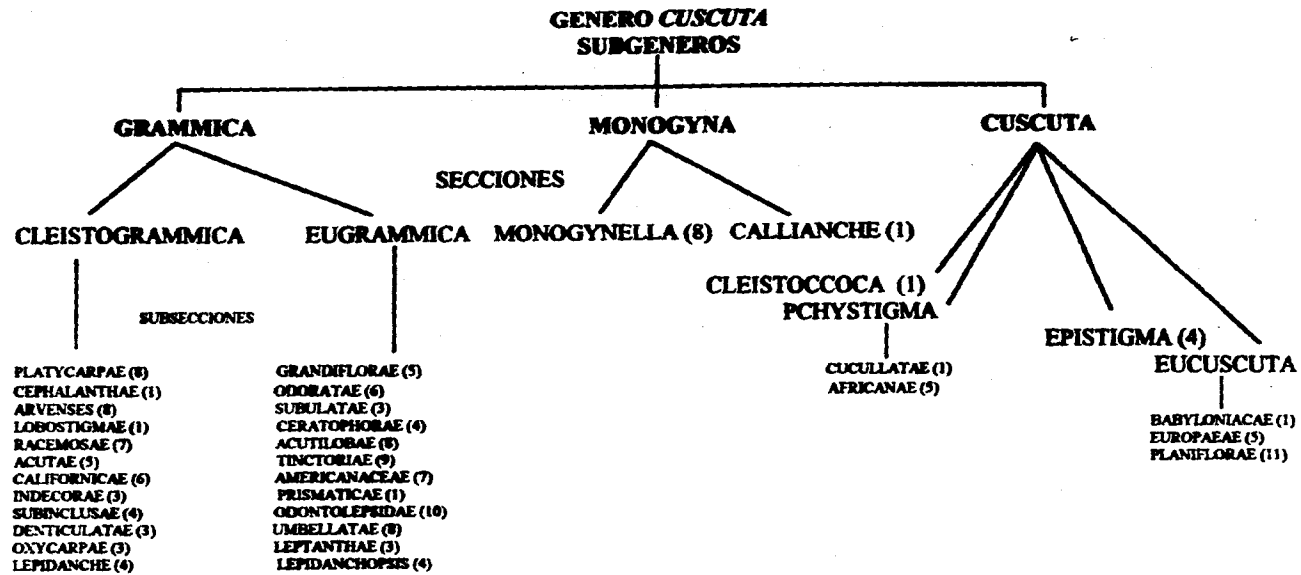 GENERO CUSCUTA
SUBGENEROS
GRAMMICA
MONOGYNA
CUSCUTA
SECCIONES
CLEISTOGRAMMICA
EUGRAMMICA
MONOGYNELLA (8)
CALLIANCHE (1)
CLEISTOCCOCA (1)
PCHYSTIGMA
EPISTIGMA (4)
EUCUSCUTA
SUBSECCIONES
PLATYCARPAE (8)
CEPHALANTHAE (1)
ARVENSES (8)
LOBOSTIGMAE (1)
RACEMOSAE (7)
ACUTAE (5)
CALIFORNICAE (6)
INDECORAE (3)
SUBINCLUSAE (4)
DENTICULATAE (3)
OXYCARPAE (3)
LEPIDANCHE (4)
GRANDIFLORAE (5)
ODORATAE (6)
SUBULATAE (3)
CERATOPHORAE (4)
ACUTILOBAE (8)
TINCTORIAE (9)
AMERICANACEAE (7)
PRISMATICAE (1)
ODONTOLEPSIDAE (10)
UMBELLATAE (8)
LEPTANTHAE (3)
LEPIDANCHOPSIS (4)
CUCULLATAE (1)
AFRICANAE (5)
BABYLONIACAE (1)
EUROPAEAE (5)
PLANIFLORAE (11)